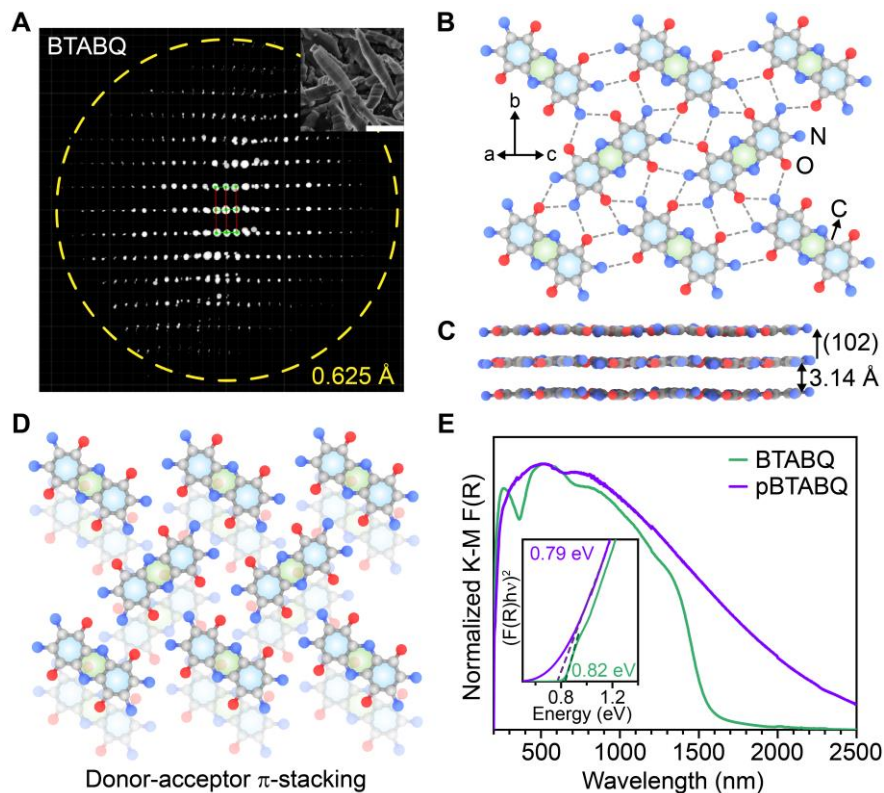 A
BTABQ
0.625 Å
B
b
a
c
N
O
C
C
(102)
3.14 Å
D
Donor-acceptor π-stacking
E
BTABQ
pBTABQ
Normalized K-M F(R)
(F(R)hν)²
0.79 eV
0.82 eV
0.8 1.2
Energy (eV)
500 1000 1500 2000 2500
Wavelength (nm)